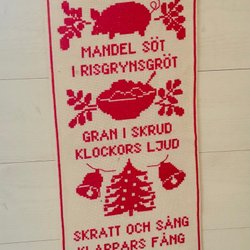 MANDEL SÖT
I RISGRYNSGRÖT
GRAN I SKRUD
KLOCKORS LJUD
SKRATT OCH SÅNG
KLAPPARS FÅNG